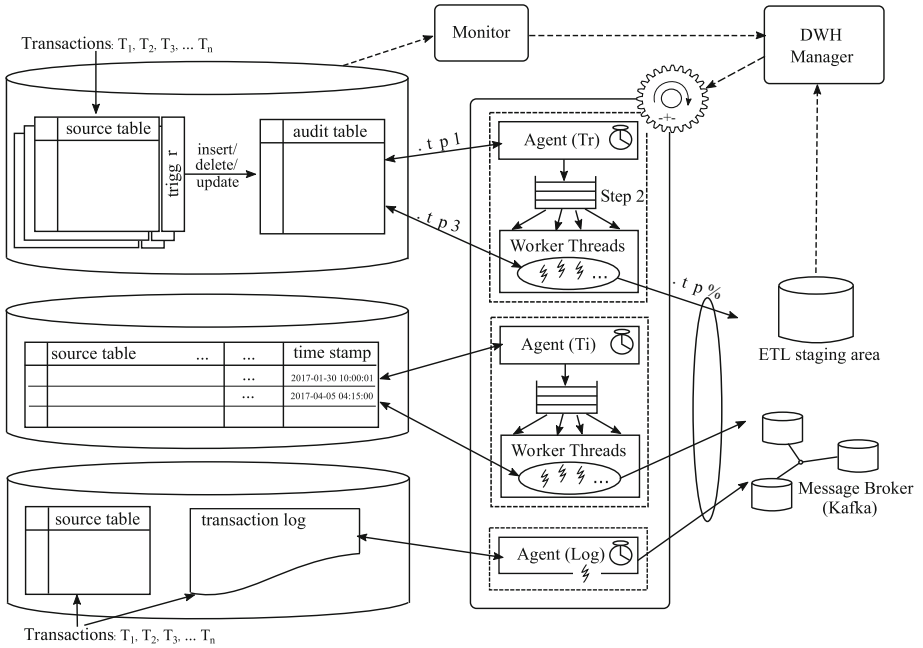 Monitor
DWH
Manager
Transactions: T1, T2, T3, ... Tn
source table
trigg r
insert/
delete/
update
audit table
. t p 1
. t p 3
Agent (Tr)
Step 2
Worker Threads
...
. t p %
ETL staging area
source table ... ... time stamp
... 2017-01-30 10:00:01
... 2017-04-05 04:15:00
Agent (Ti)
Worker Threads
...
Message Broker
(Kafka)
source table
transaction log
Agent (Log)
Transactions: T1, T2, T3, ... Tn